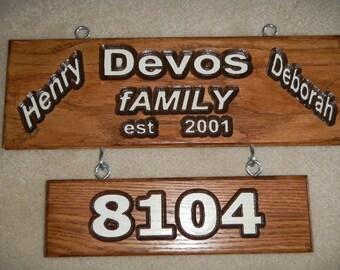 Henry Devos Deborah
fAMILY
est 2001
8104